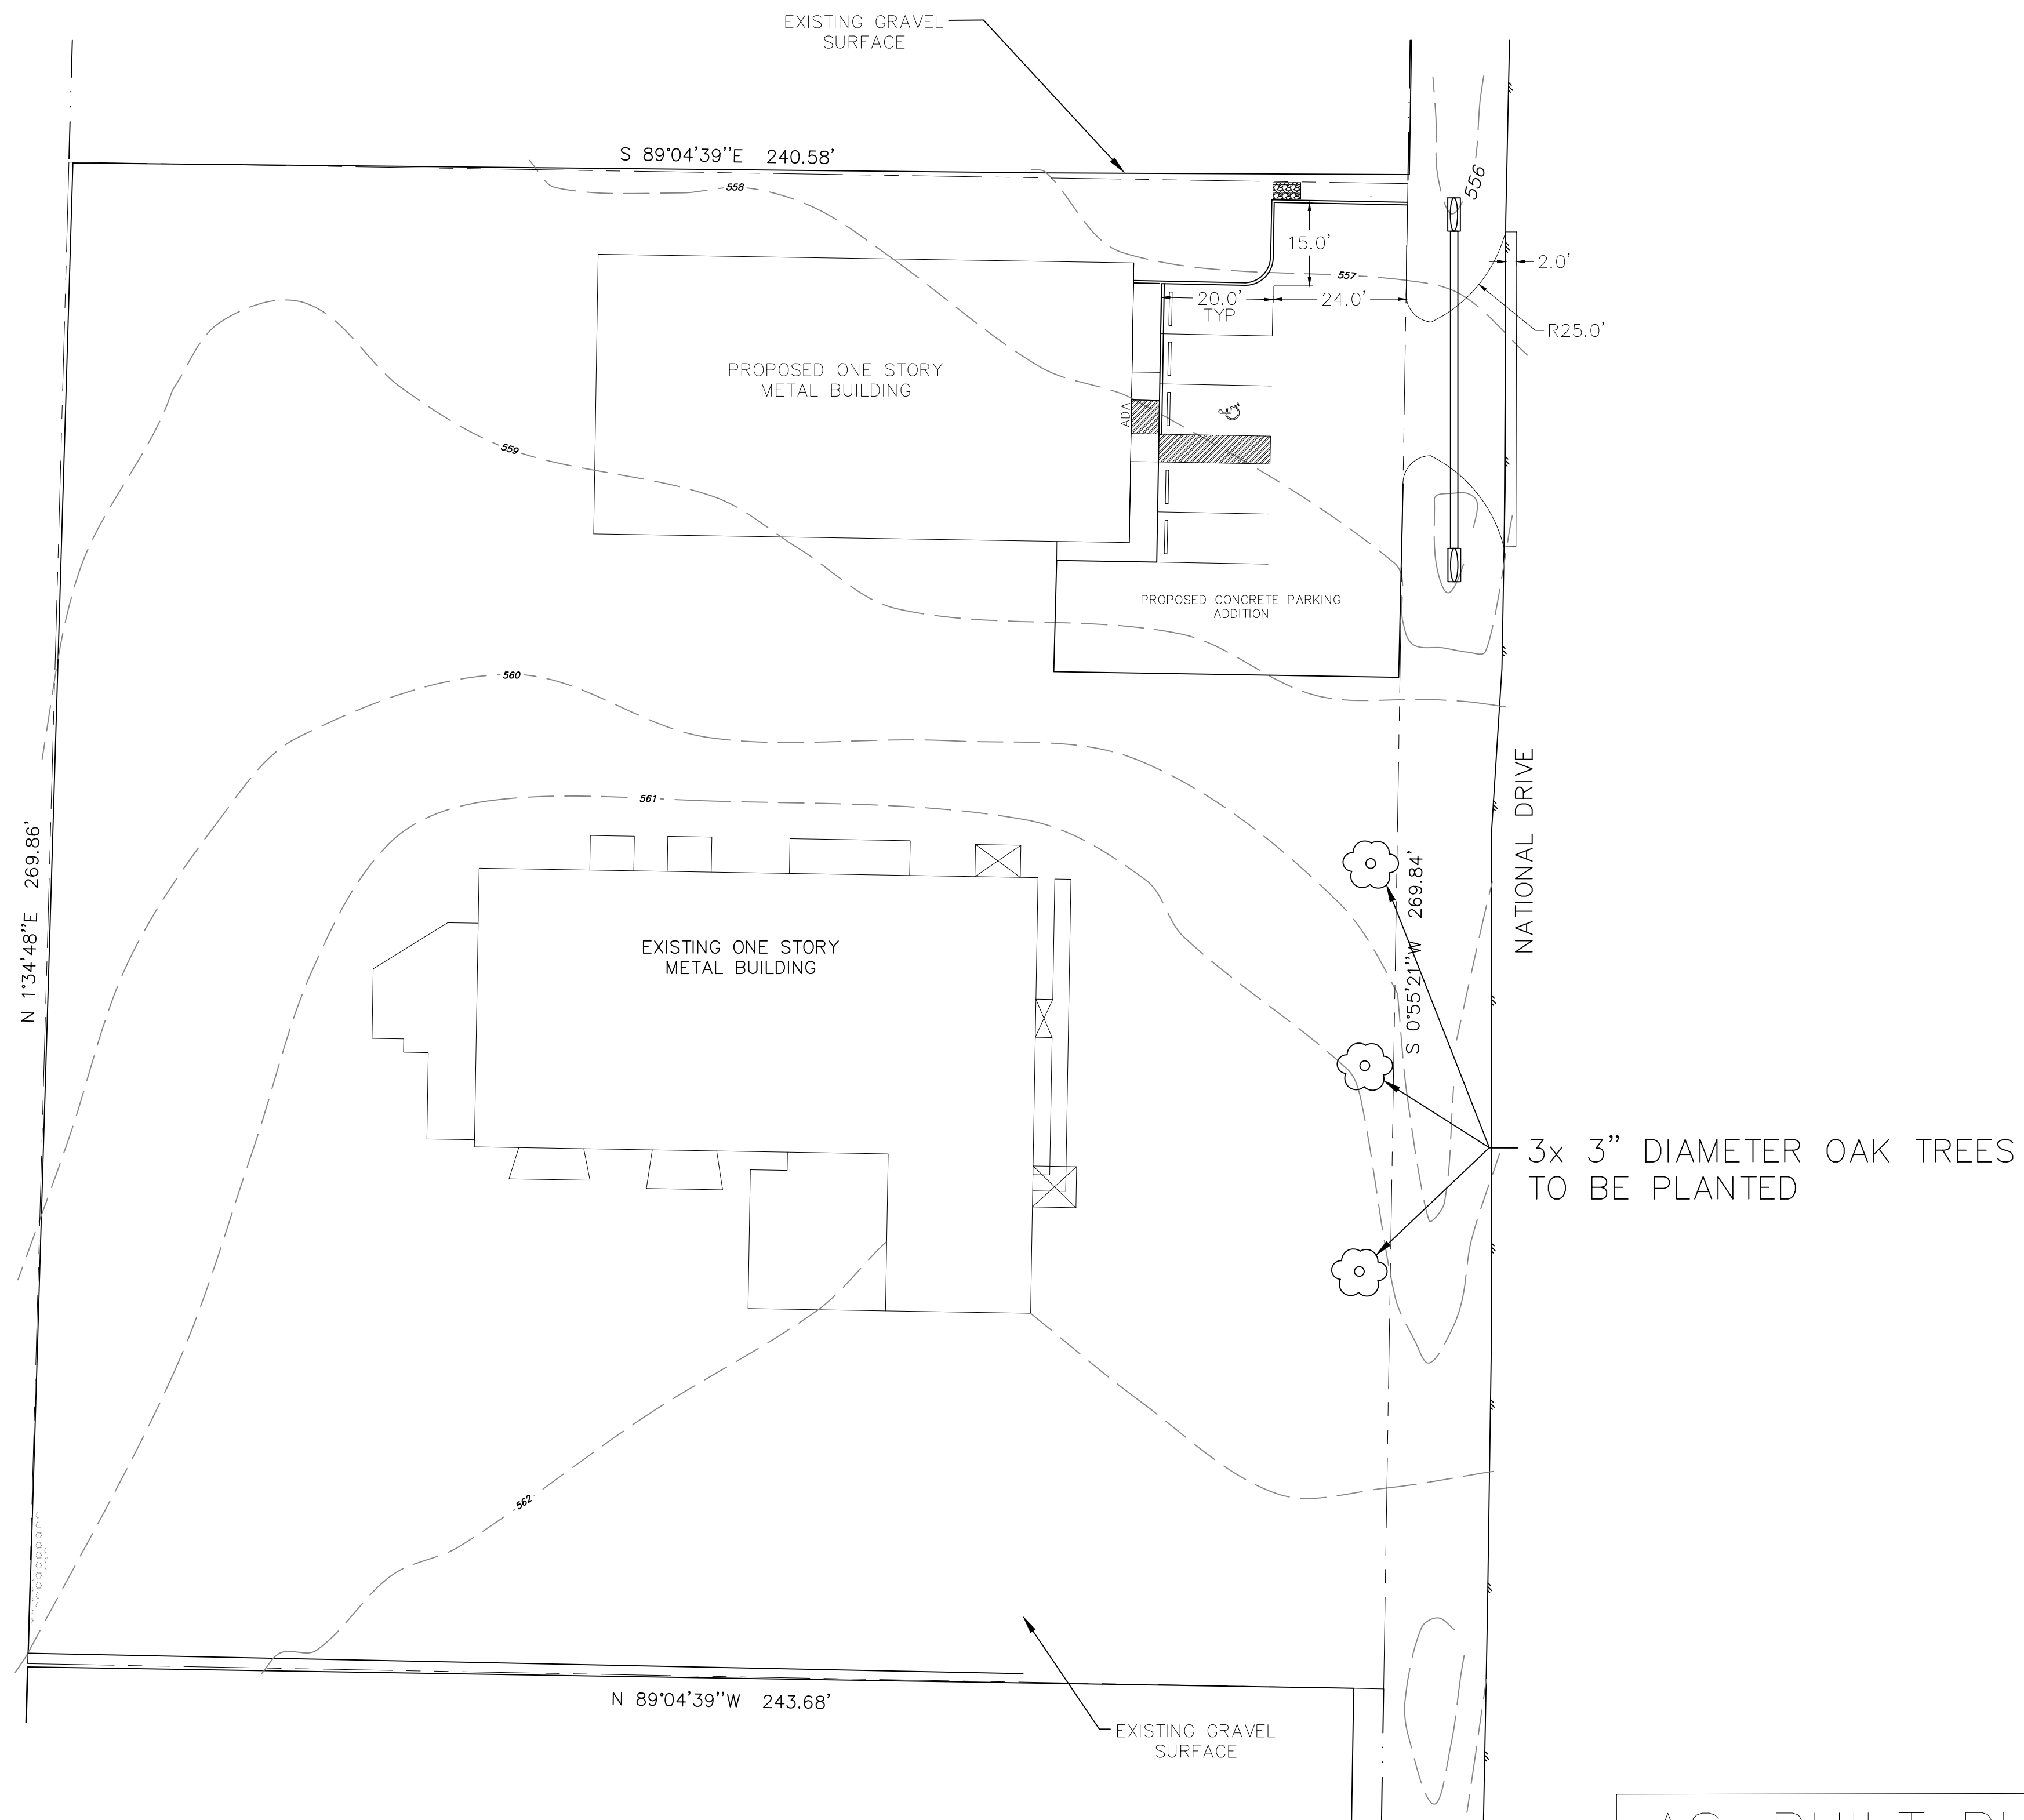 EXISTING GRAVEL
SURFACE
S 89°04'39"E 240.58'
558
556
15.0'
2.0'
557
20.0'
TYP
24.0'
R25.0'
PROPOSED ONE STORY
METAL BUILDING
ADA
559
PROPOSED CONCRETE PARKING
ADDITION
560
561
NATIONAL DRIVE
N 1°34'48"E 269.86'
S 0°55'21"W 269.84'
EXISTING ONE STORY
METAL BUILDING
3x 3" DIAMETER OAK TREES
TO BE PLANTED
562
N 89°04'39"W 243.68'
EXISTING GRAVEL
SURFACE